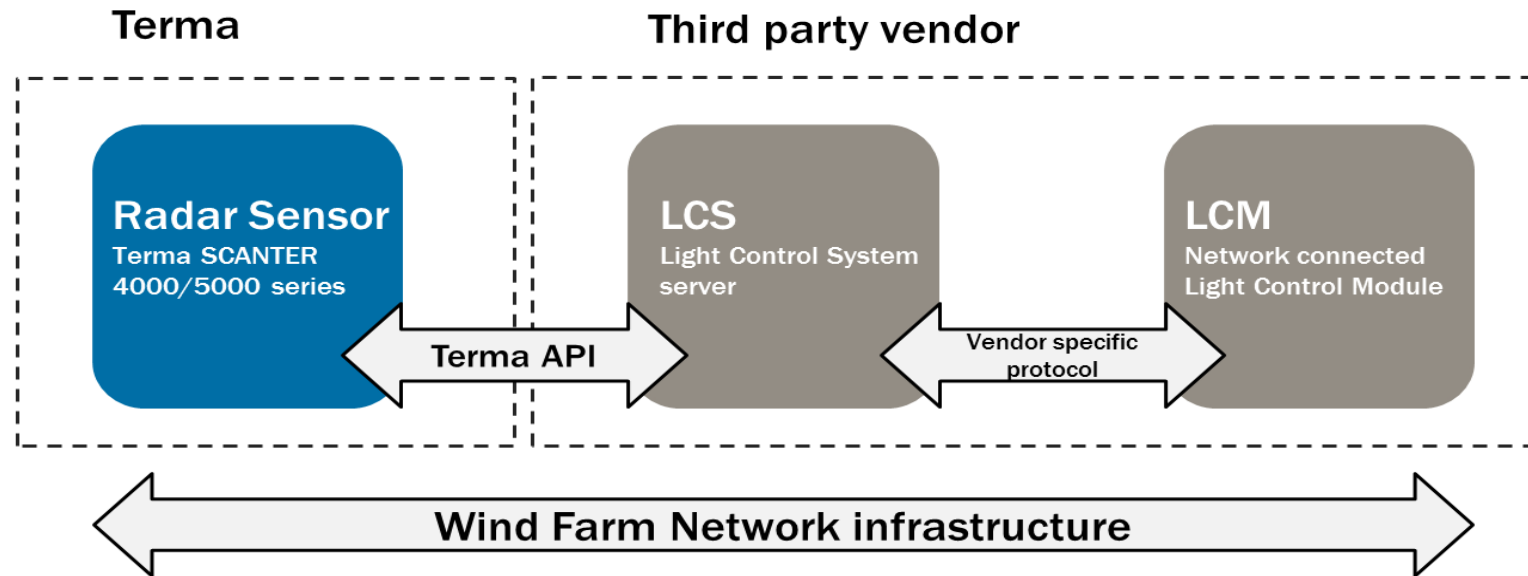 Terma
Third party vendor
Radar Sensor
Terma SCANTER
4000/5000 series
LCS
Light Control System
server
LCM
Network connected
Light Control Module
Terma API
Vendor specific
protocol
Wind Farm Network infrastructure